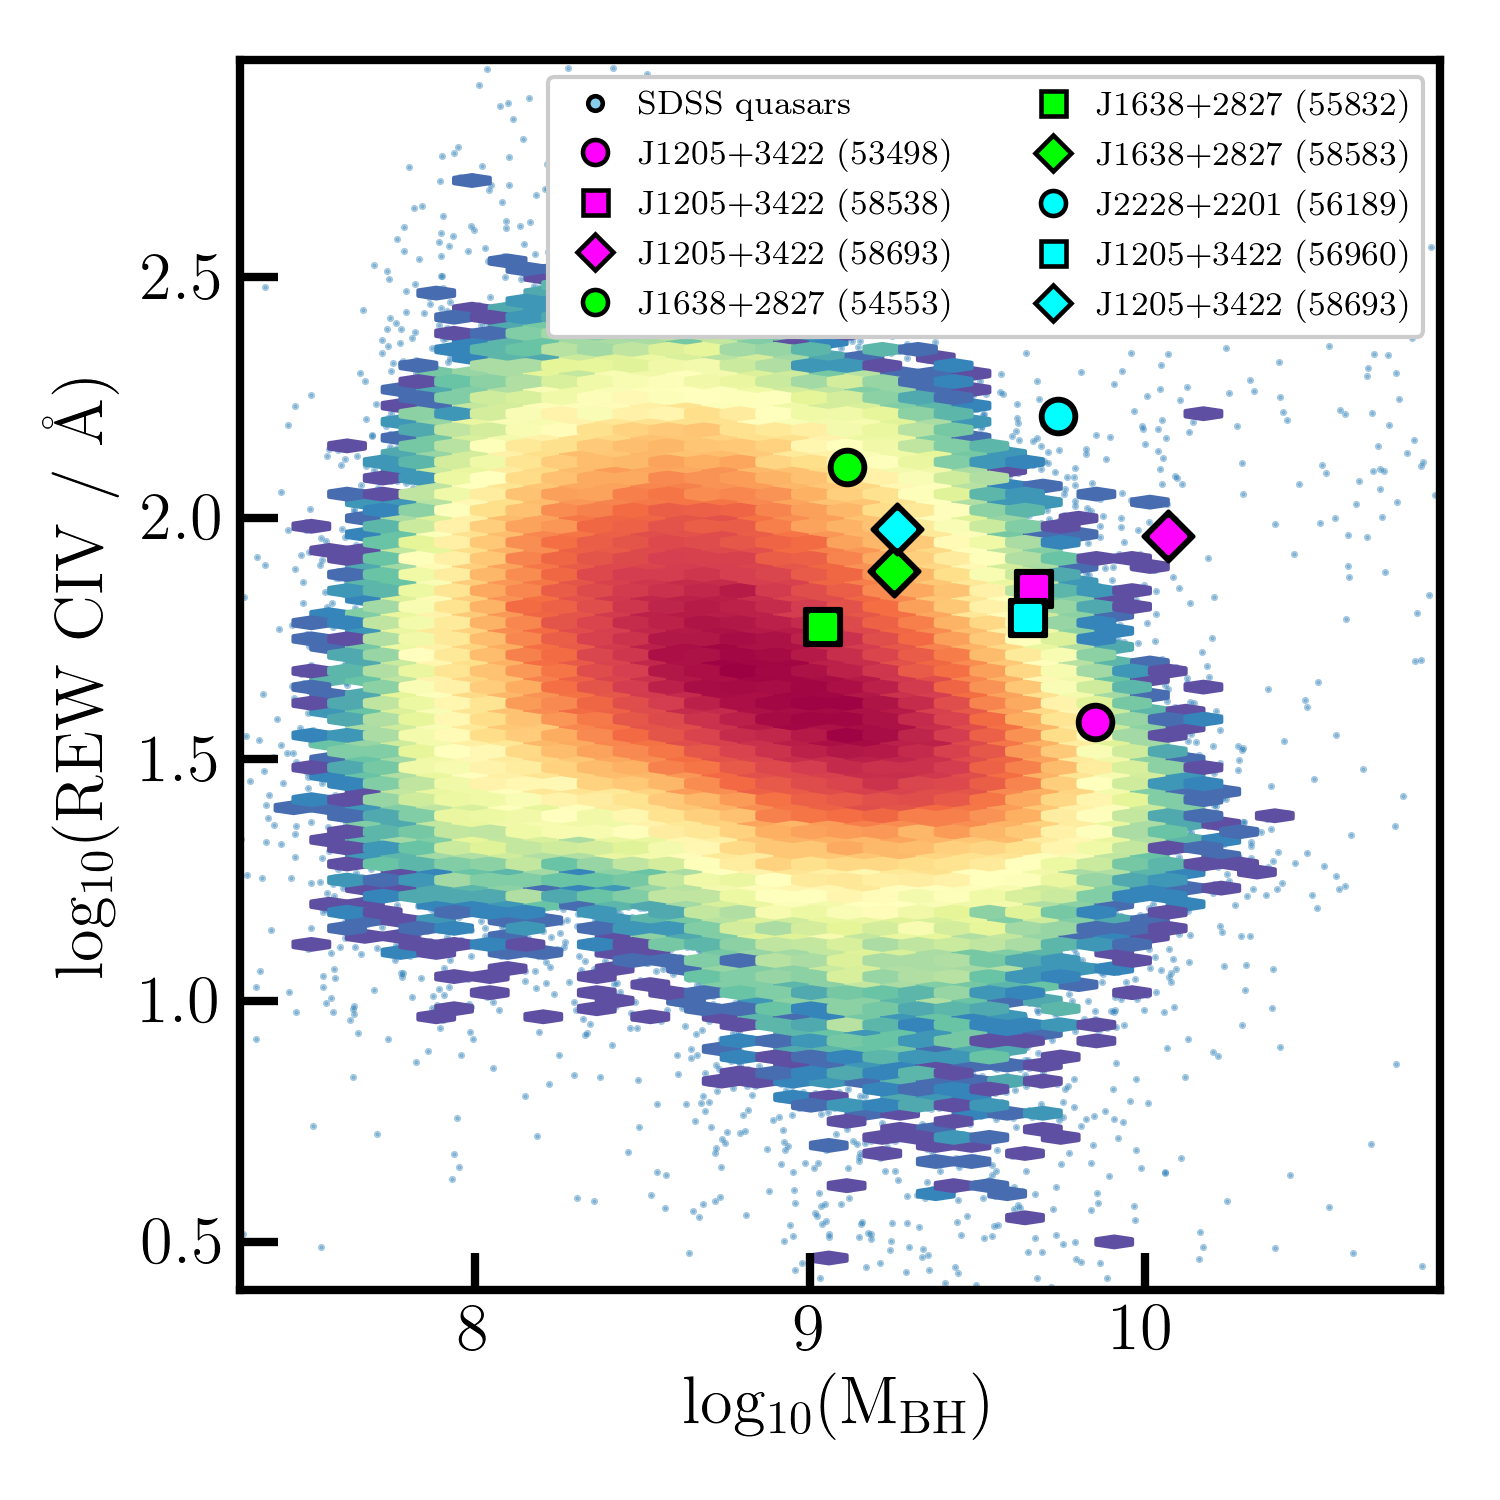 SDSS quasars
J1205+3422 (53498)
J1205+3422 (58538)
J1205+3422 (58693)
J1638+2827 (54553)
J1638+2827 (55832)
J1638+2827 (58583)
J2228+2201 (56189)
J1205+3422 (56960)
J1205+3422 (58693)
log₁₀(REW CIV / Å)
2.5
2.0
1.5
1.0
0.5
8
9
10
log₁₀(M_BH)